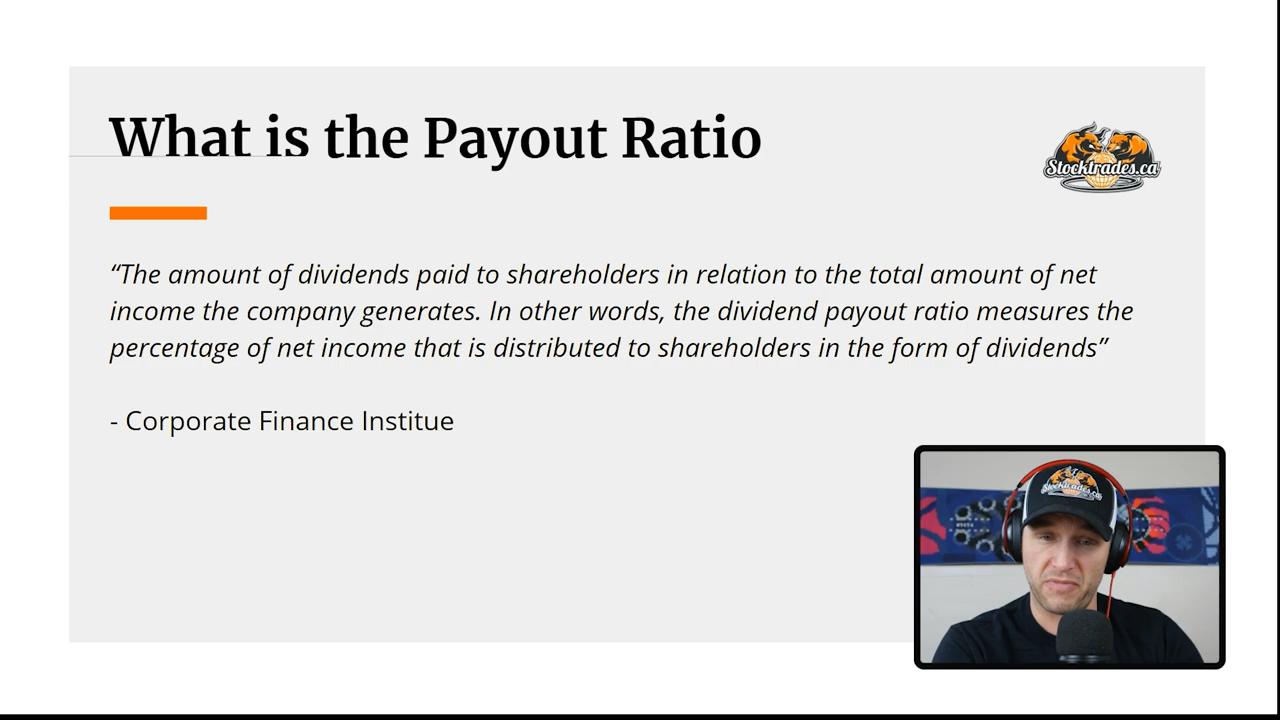 What is the Payout Ratio
Stocktrades.ca
“The amount of dividends paid to shareholders in relation to the total amount of net
income the company generates. In other words, the dividend payout ratio measures the
percentage of net income that is distributed to shareholders in the form of dividends”
- Corporate Finance Institue
Stocktrades.ca